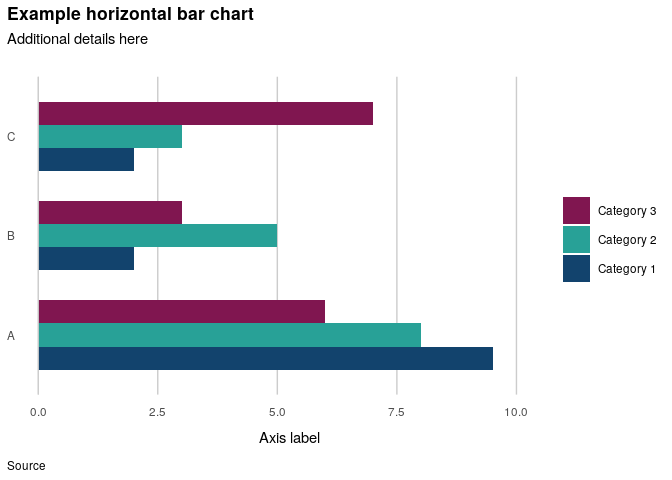 Example horizontal bar chart
Additional details here
C
B
A
Category 3
Category 2
Category 1
0.0 2.5 5.0 7.5 10.0
Axis label
Source